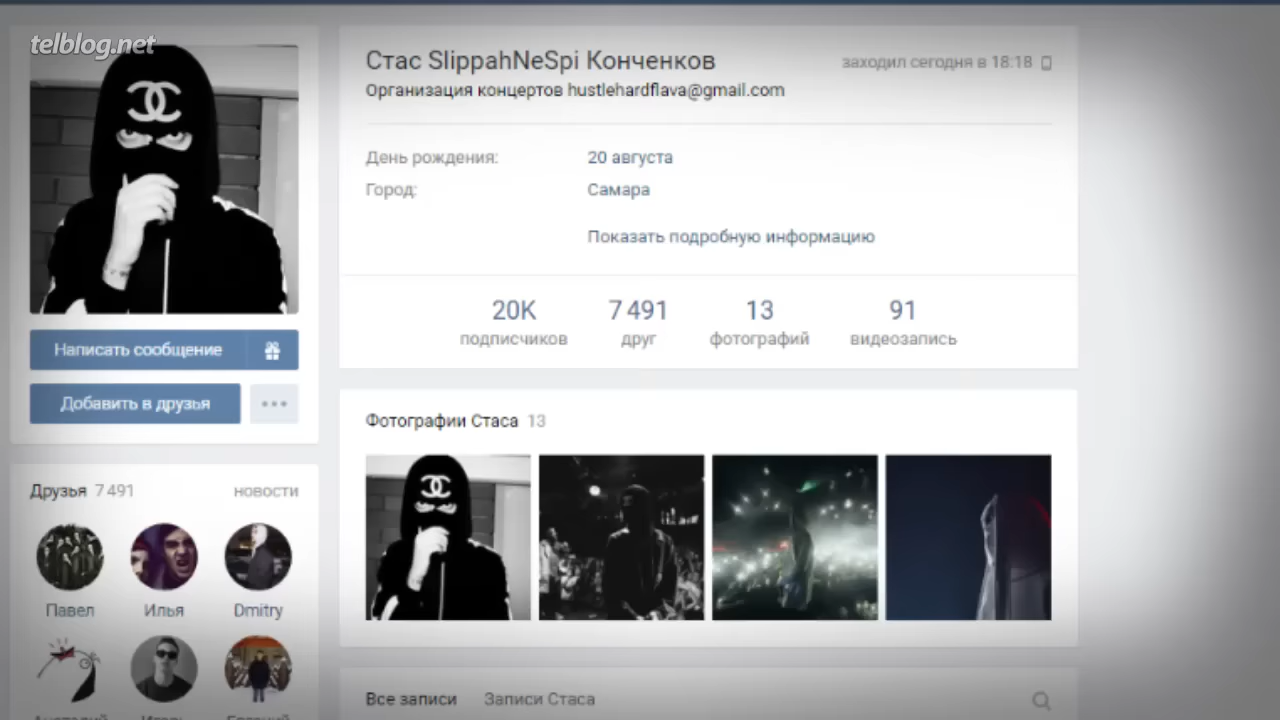 telblog.net
Стас SlippahNeSpi Конченков
заходил сегодня в 18:18
Организация концертов hustlehardflava@gmail.com
День рождения: 20 августа
Город: Самара
Показать подробную информацию
20K 7 491 13 91
подписчиков друг фотографий видеозапись
Написать сообщение
Добавить в друзья
Фотографии Стаса 13
Друзья 7 491 новости
Павел Илья Dmitry
Все записи Записи Стаса